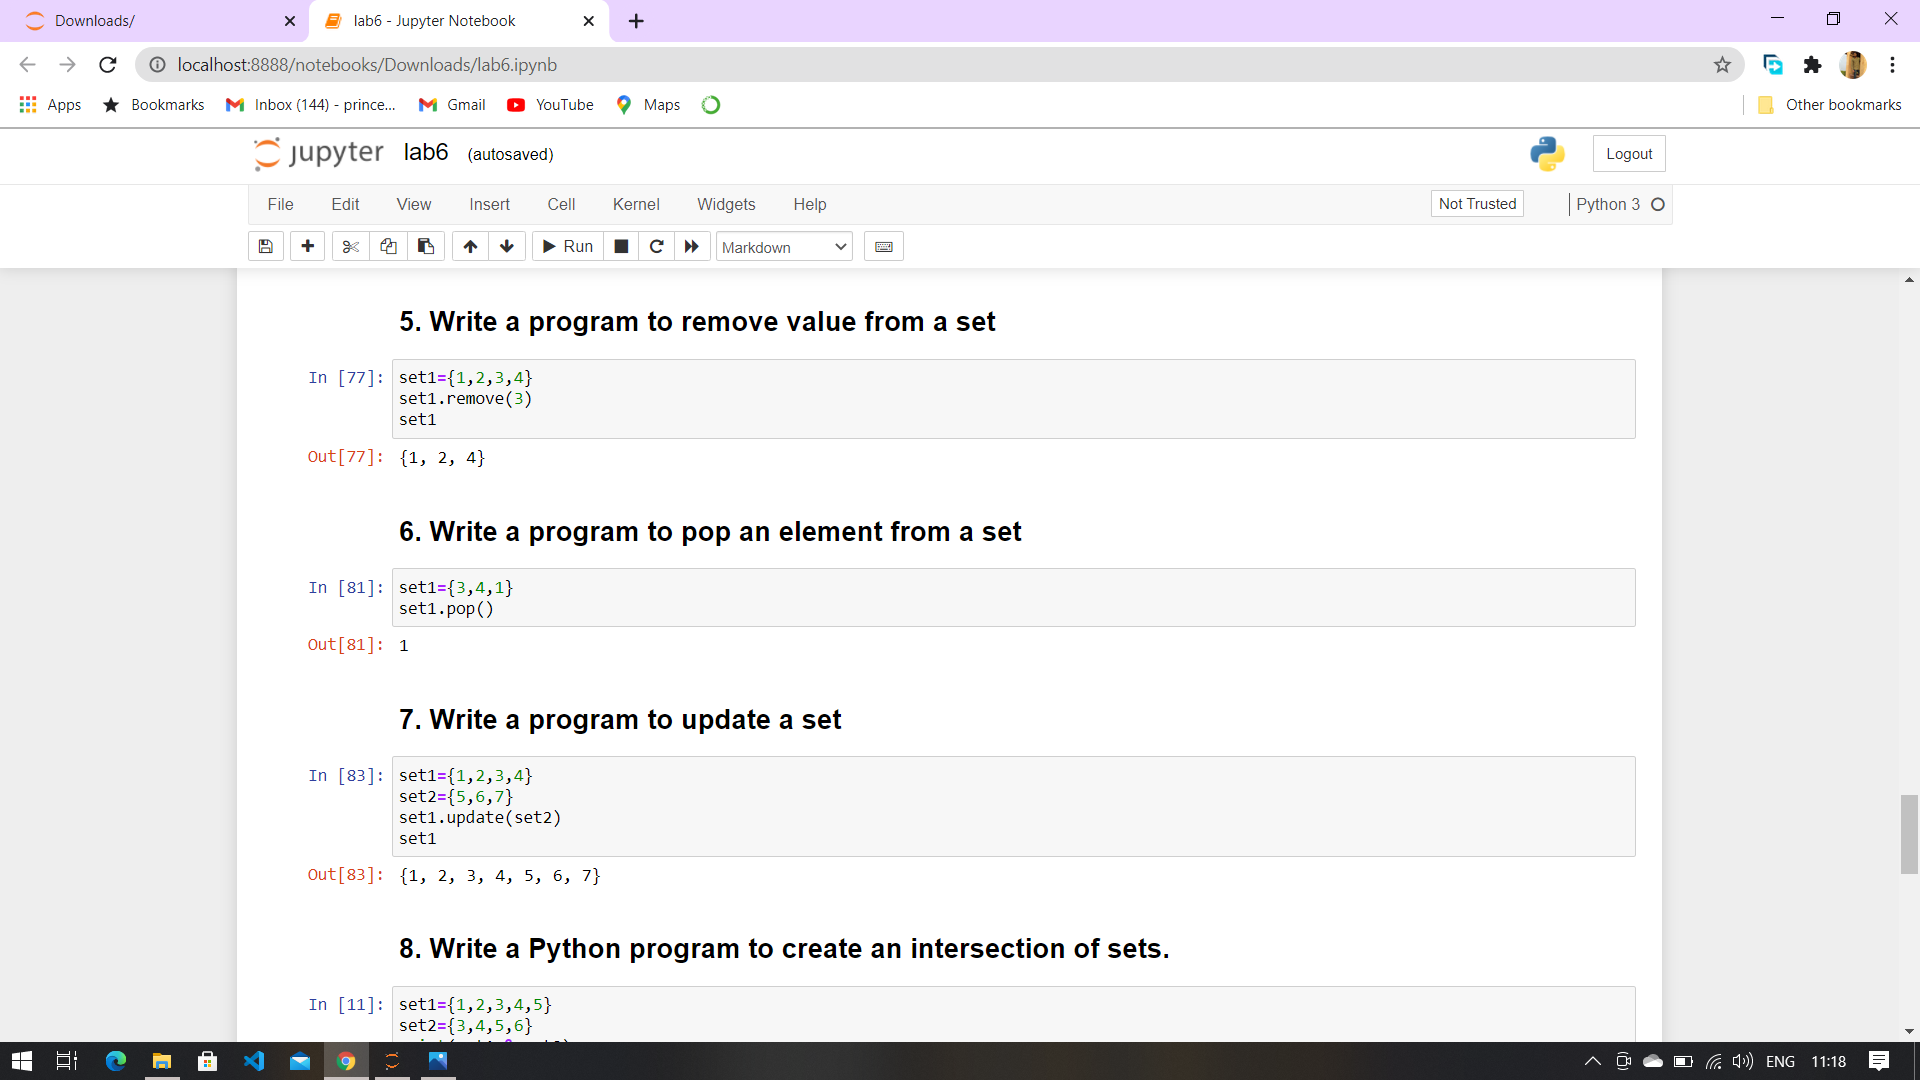 Downloads/
lab6 - Jupyter Notebook
localhost:8888/notebooks/Downloads/lab6.ipynb
Apps Bookmarks Inbox (144) - prince... Gmail YouTube Maps Other bookmarks
jupyter lab6 (autosaved) Logout
File Edit View Insert Cell Kernel Widgets Help Not Trusted Python 3
Run Markdown
5. Write a program to remove value from a set
In [77]: set1={1,2,3,4}
set1.remove(3)
set1
Out[77]: {1, 2, 4}
6. Write a program to pop an element from a set
In [81]: set1={3,4,1}
set1.pop()
Out[81]: 1
7. Write a program to update a set
In [83]: set1={1,2,3,4}
set2={5,6,7}
set1.update(set2)
set1
Out[83]: {1, 2, 3, 4, 5, 6, 7}
8. Write a Python program to create an intersection of sets.
In [11]: set1={1,2,3,4,5}
set2={3,4,5,6}
ENG 11:18